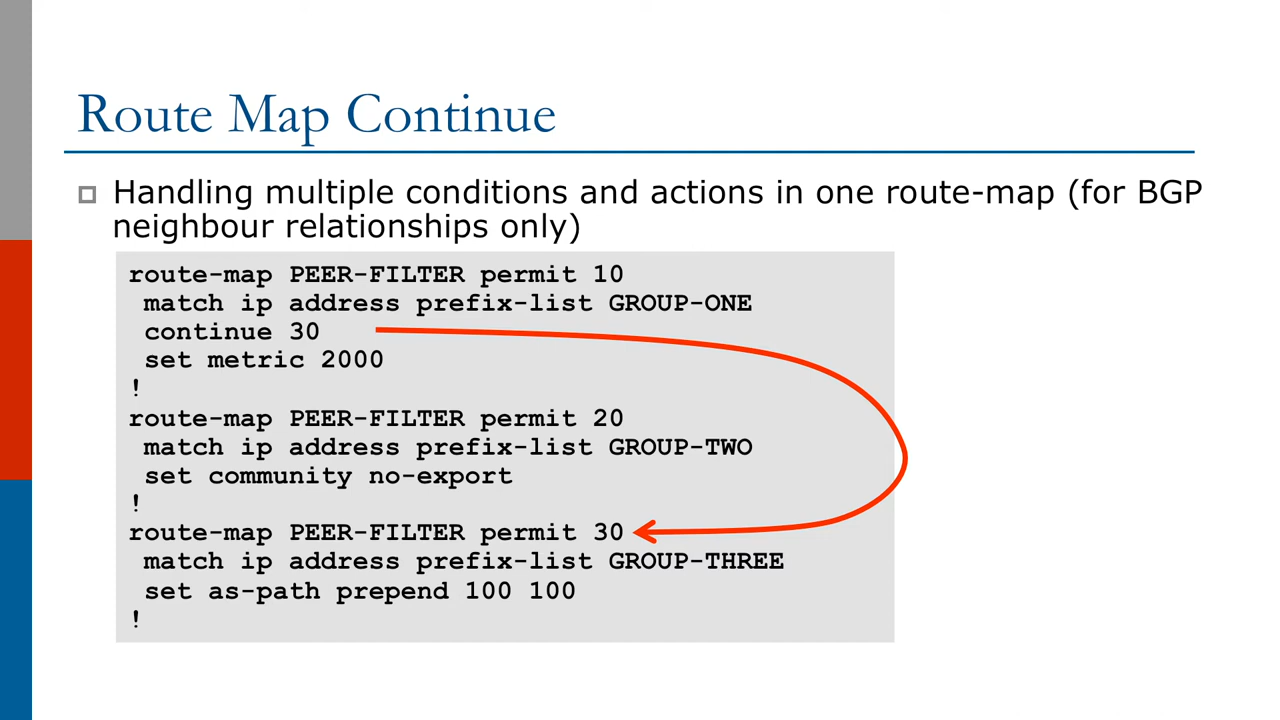 Route Map Continue
Handling multiple conditions and actions in one route-map (for BGP
neighbour relationships only)
route-map PEER-FILTER permit 10
match ip address prefix-list GROUP-ONE
continue 30
set metric 2000
!
route-map PEER-FILTER permit 20
match ip address prefix-list GROUP-TWO
set community no-export
!
route-map PEER-FILTER permit 30
match ip address prefix-list GROUP-THREE
set as-path prepend 100 100
!